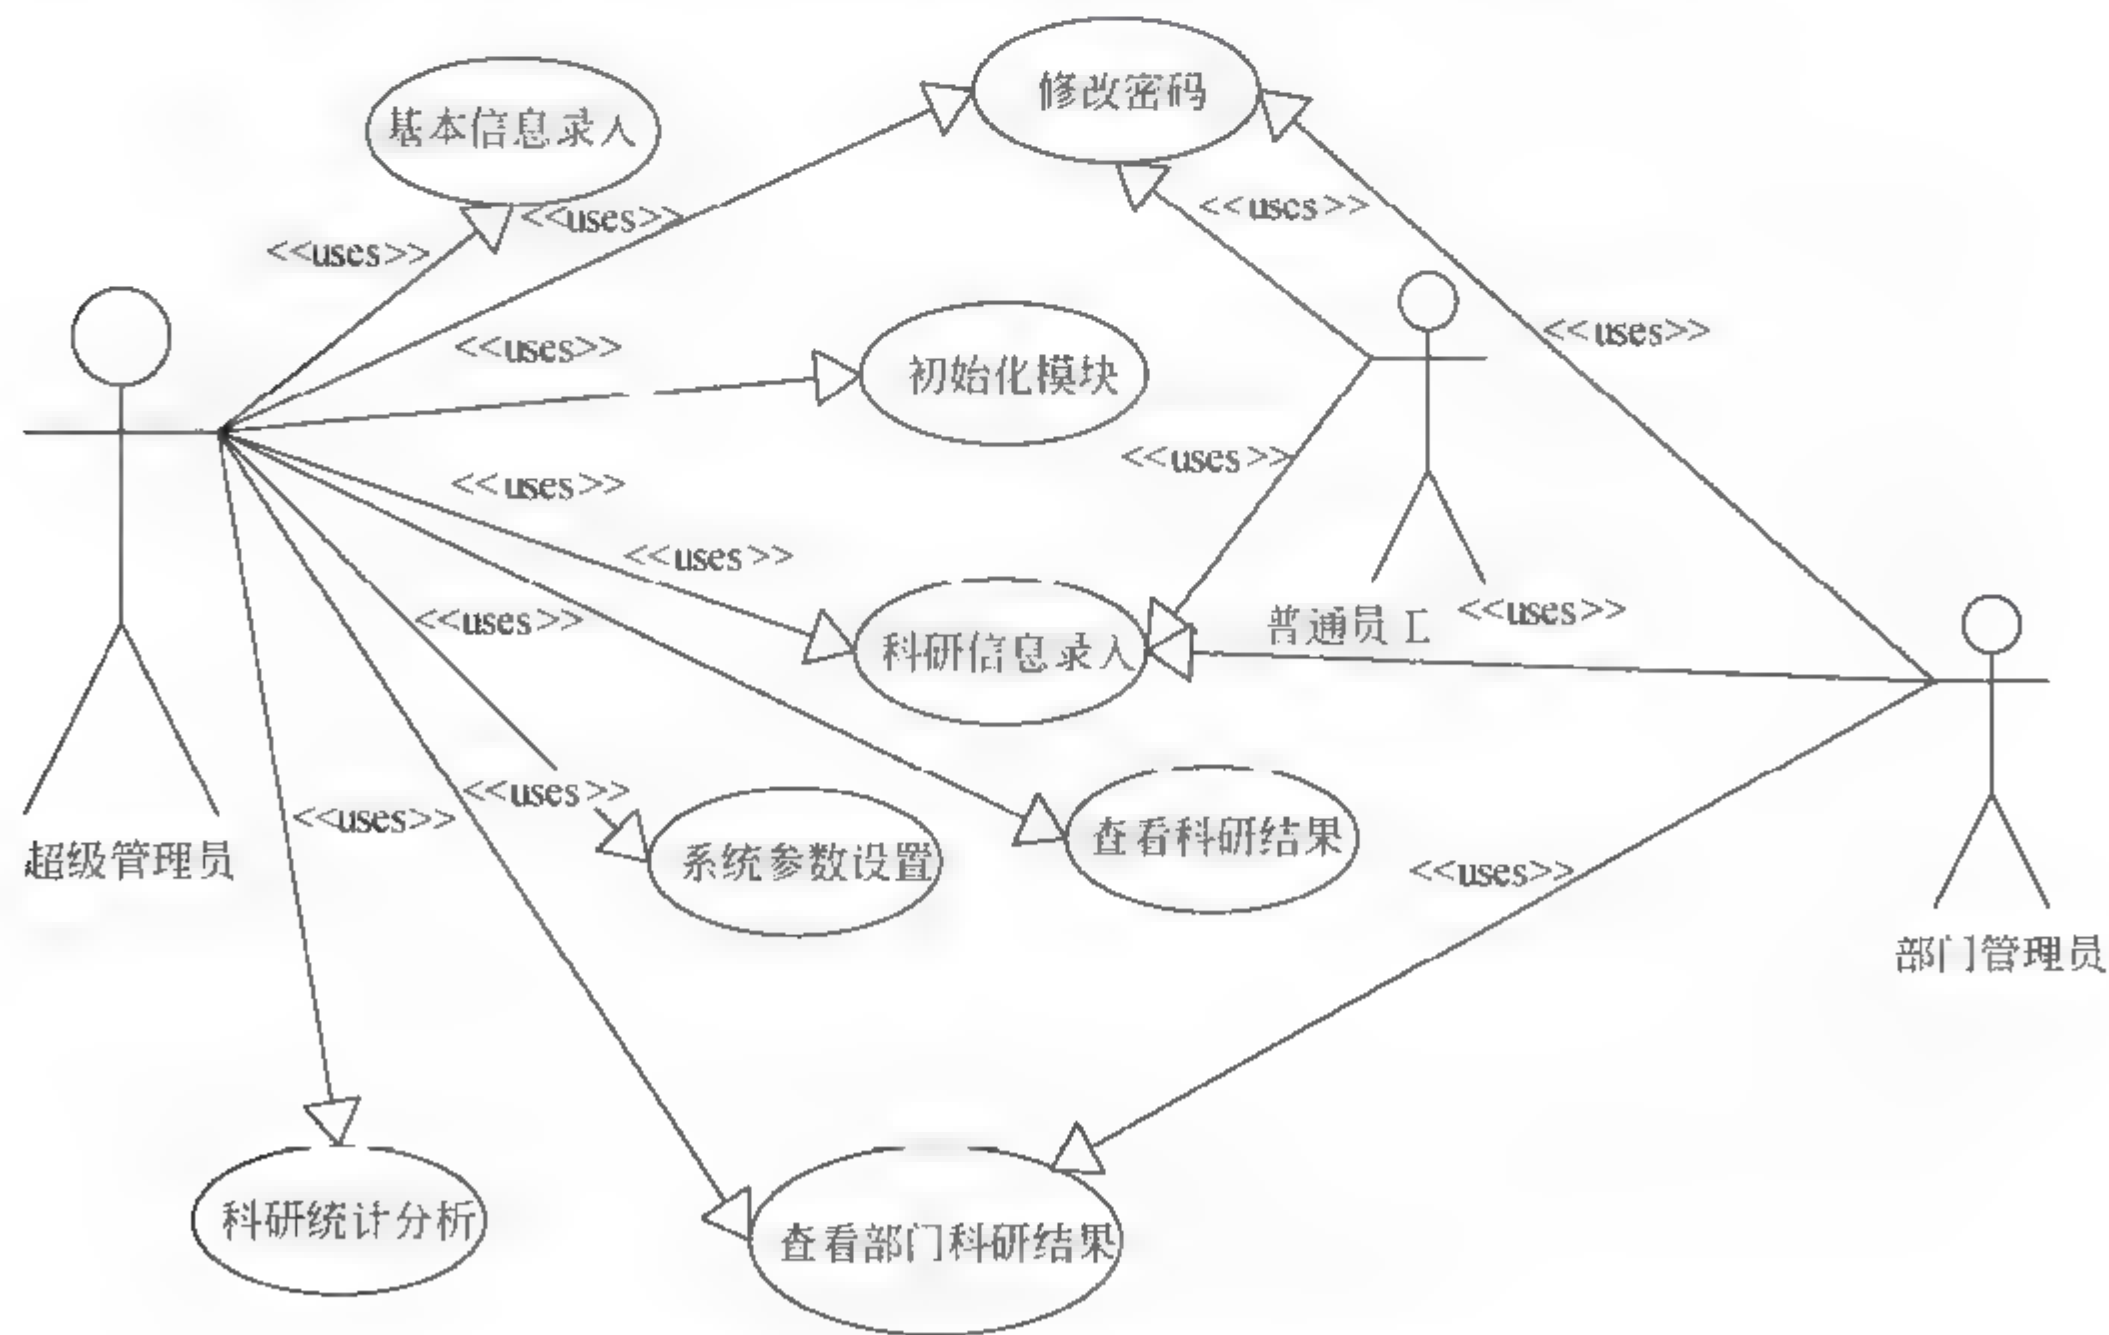 修改密码
基本信息录入
<<uses>>
<<uses>>
<<uses>>
<<uses>>
<<uses>>
初始化模块
<<uses>>
<<uses>>
<<uses>>
<<uses>>
普通员工
<<uses>>
科研信息录入
<<uses>>
<<uses>>
<<uses>>
查看科研结果
超级管理员
系统参数设置
<<uses>>
部门管理员
科研统计分析
查看部门科研结果